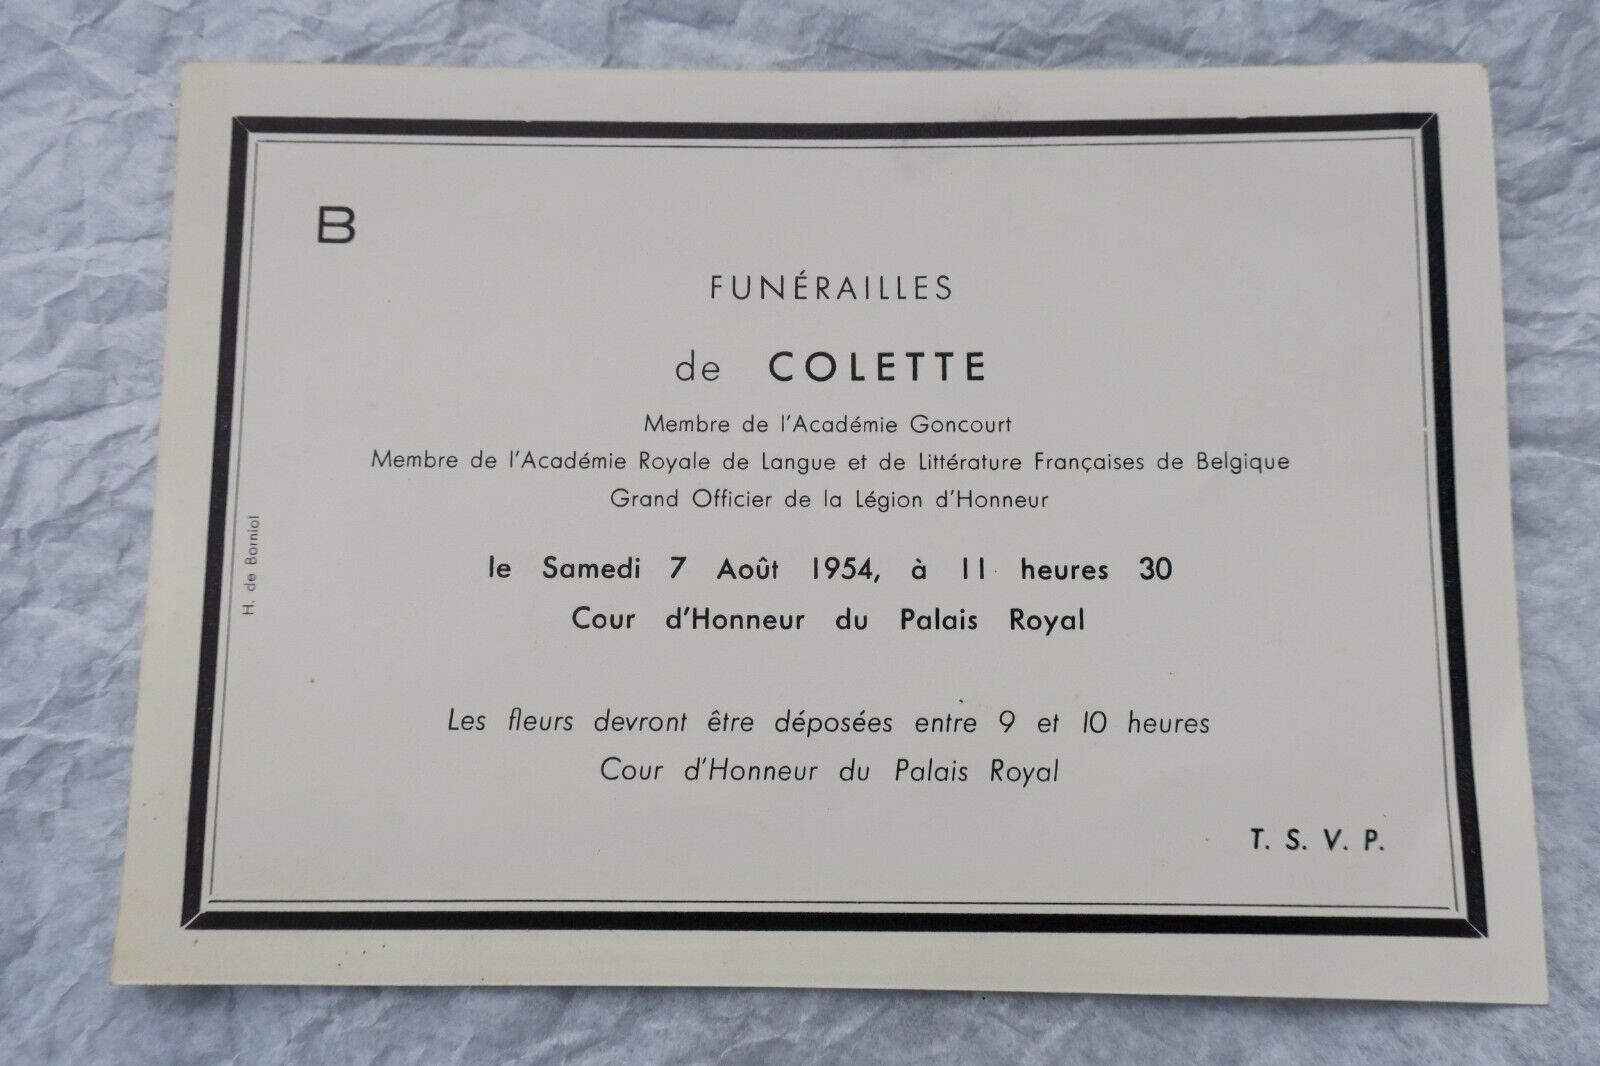 B
FUNÉRAILLES
de COLETTE
Membre de l'Académie Goncourt
Membre de l'Académie Royale de Langue et de Littérature Françaises de Belgique
Grand Officier de la Légion d'Honneur
le Samedi 7 Août 1954, à 11 heures 30
Cour d'Honneur du Palais Royal
Les fleurs devront être déposées entre 9 et 10 heures
Cour d'Honneur du Palais Royal
T. S. V. P.
H. de Borniol